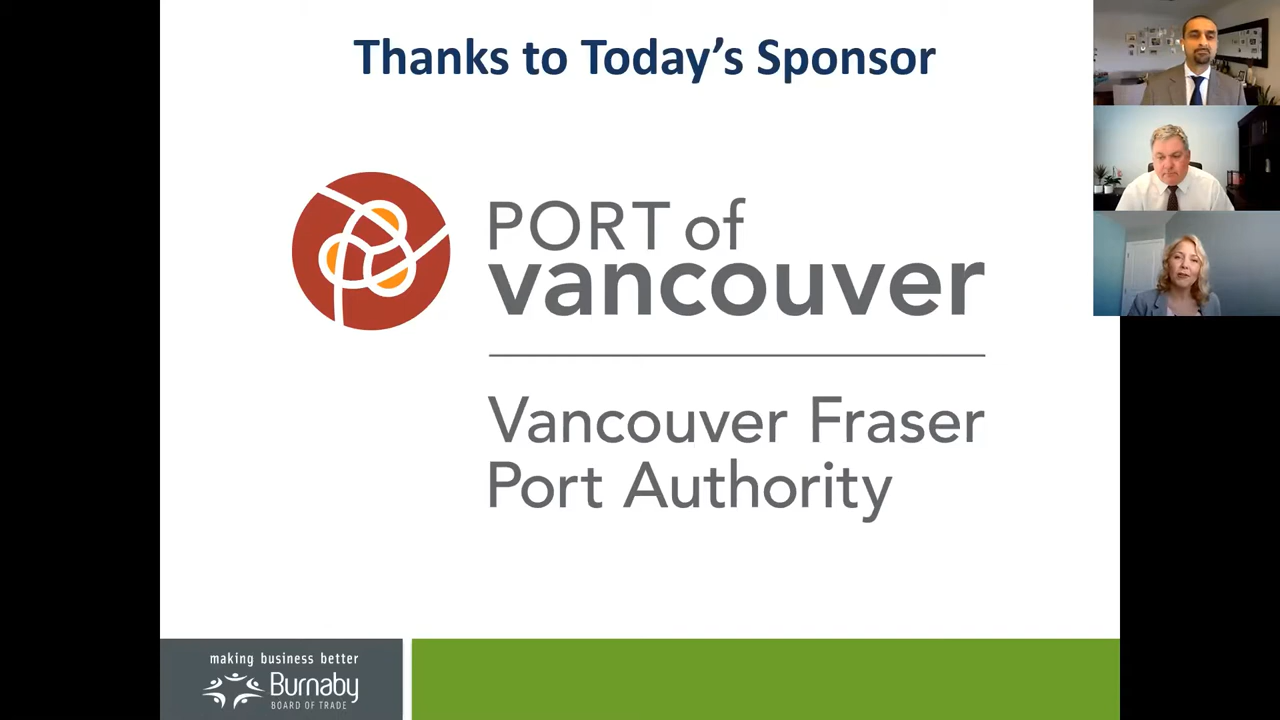 Thanks to Today's Sponsor
PORT of
vancouver
Vancouver Fraser
Port Authority
making business better
Burnaby
BOARD OF TRADE